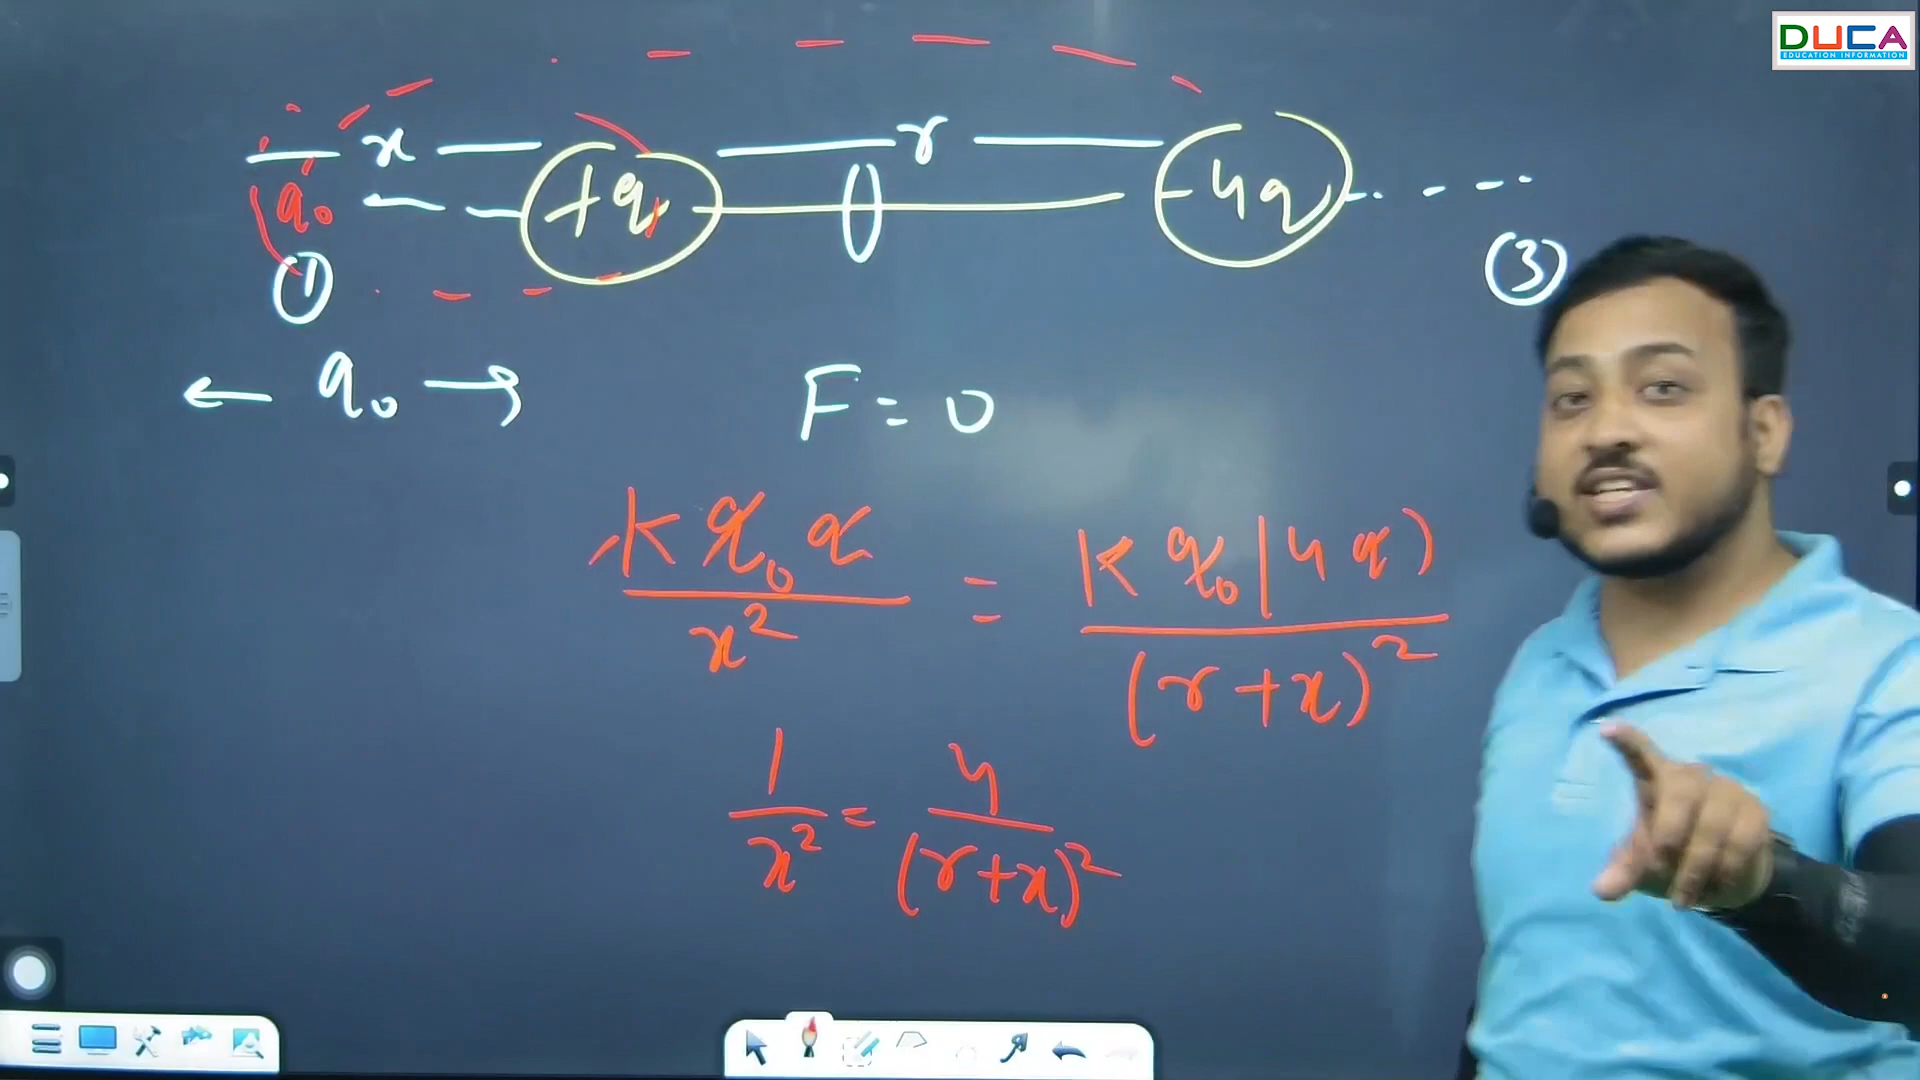 DUCA
EDUCATION INFORMATION
x r
q₀ +q -4q
① ③
← q₀ → F = 0
K q₀ q / x² = K q₀ (4q) / (r+x)²
1 / x² = 4 / (r+x)²